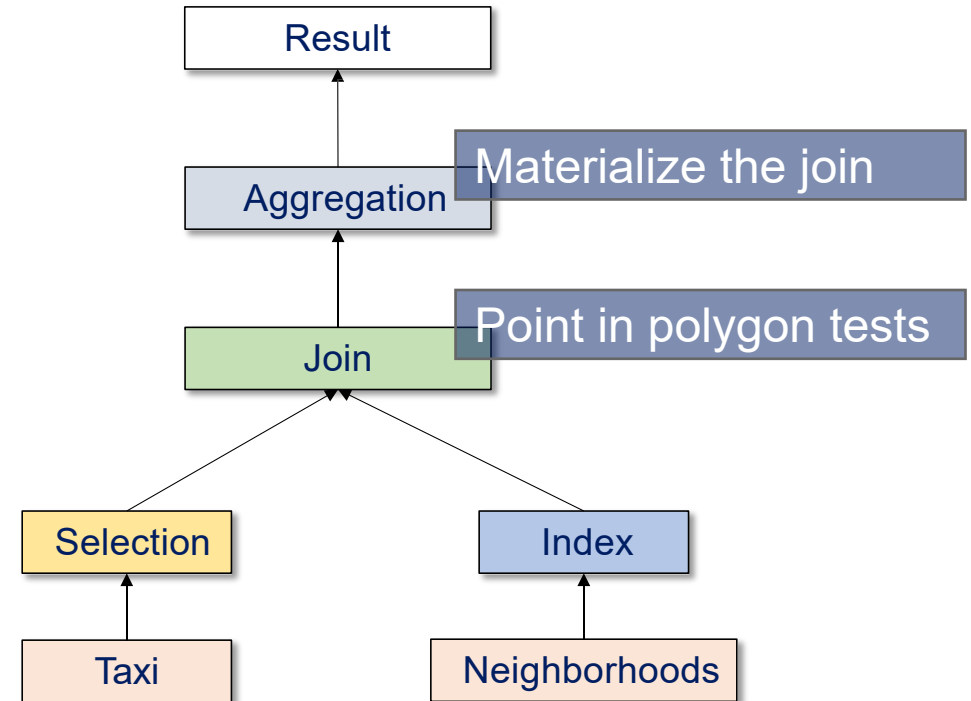 Result
Materialize the join
Aggregation
Point in polygon tests
Join
Selection
Index
Taxi
Neighborhoods